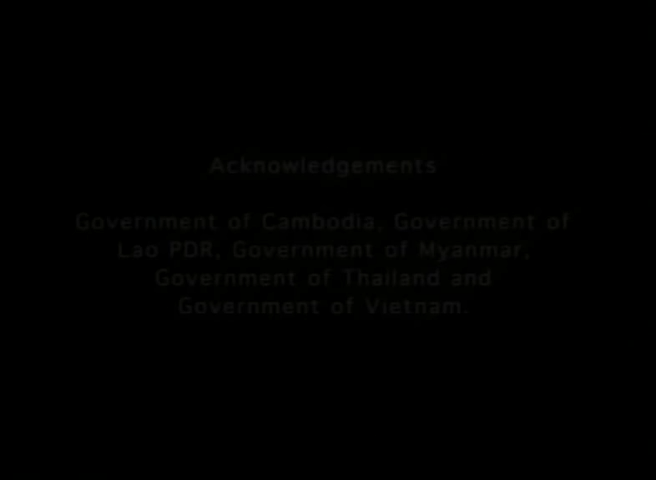 Acknowledgements
Government of Cambodia, Government of
Lao PDR, Government of Myanmar,
Government of Thailand and
Government of Vietnam.